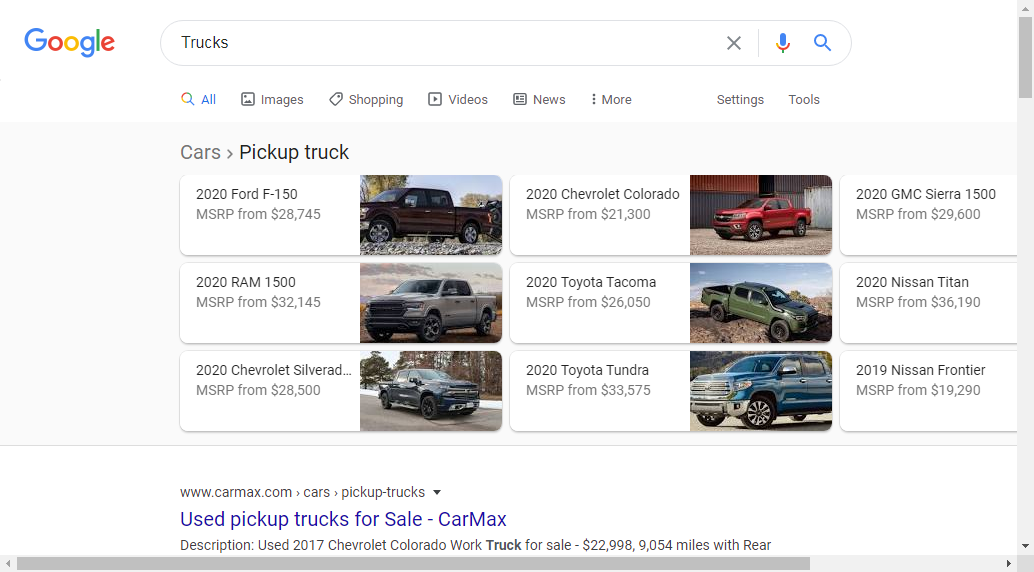 Google
Trucks
All Images Shopping Videos News More Settings Tools
Cars › Pickup truck
2020 Ford F-150
MSRP from $28,745
2020 Chevrolet Colorado
MSRP from $21,300
2020 GMC Sierra 1500
MSRP from $29,600
2020 RAM 1500
MSRP from $32,145
2020 Toyota Tacoma
MSRP from $26,050
2020 Nissan Titan
MSRP from $36,190
2020 Chevrolet Silverad...
MSRP from $28,500
2020 Toyota Tundra
MSRP from $33,575
2019 Nissan Frontier
MSRP from $19,290
www.carmax.com › cars › pickup-trucks
Used pickup trucks for Sale - CarMax
Description: Used 2017 Chevrolet Colorado Work Truck for sale - $22,998, 9,054 miles with Rear